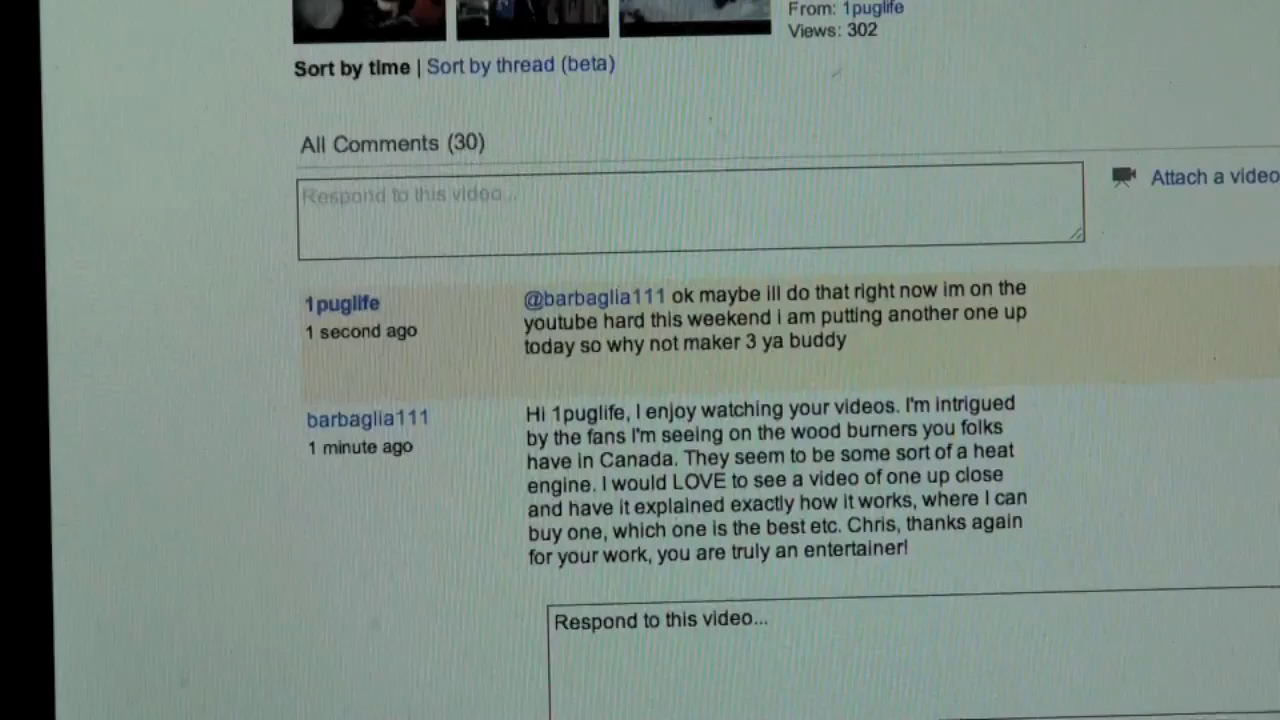 From: 1puglife
Views: 302
Sort by time | Sort by thread (beta)
All Comments (30)
Respond to this video...
Attach a video
1puglife
1 second ago
@barbaglia111 ok maybe ill do that right now im on the
youtube hard this weekend i am putting another one up
today so why not maker 3 ya buddy
barbaglia111
1 minute ago
Hi 1puglife, I enjoy watching your videos. I'm intrigued
by the fans I'm seeing on the wood burners you folks
have in Canada. They seem to be some sort of a heat
engine. I would LOVE to see a video of one up close
and have it explained exactly how it works, where I can
buy one, which one is the best etc. Chris, thanks again
for your work, you are truly an entertainer!
Respond to this video...